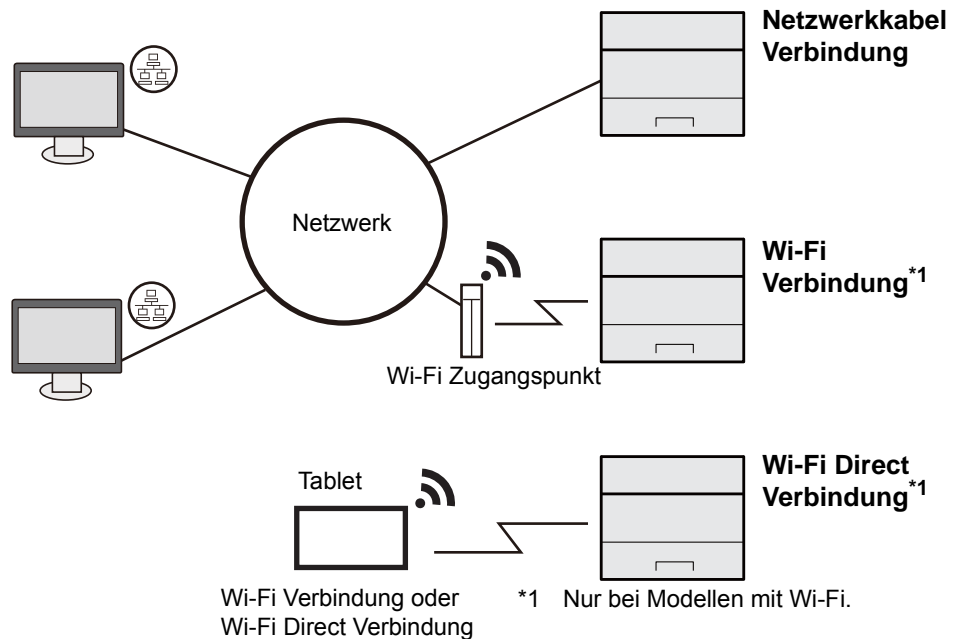 Netzwerkkabel
Verbindung
Netzwerk
Wi-Fi
Verbindung*1
Wi-Fi Zugangspunkt
Wi-Fi Direct
Verbindung*1
Tablet
Wi-Fi Verbindung oder
Wi-Fi Direct Verbindung
*1 Nur bei Modellen mit Wi-Fi.